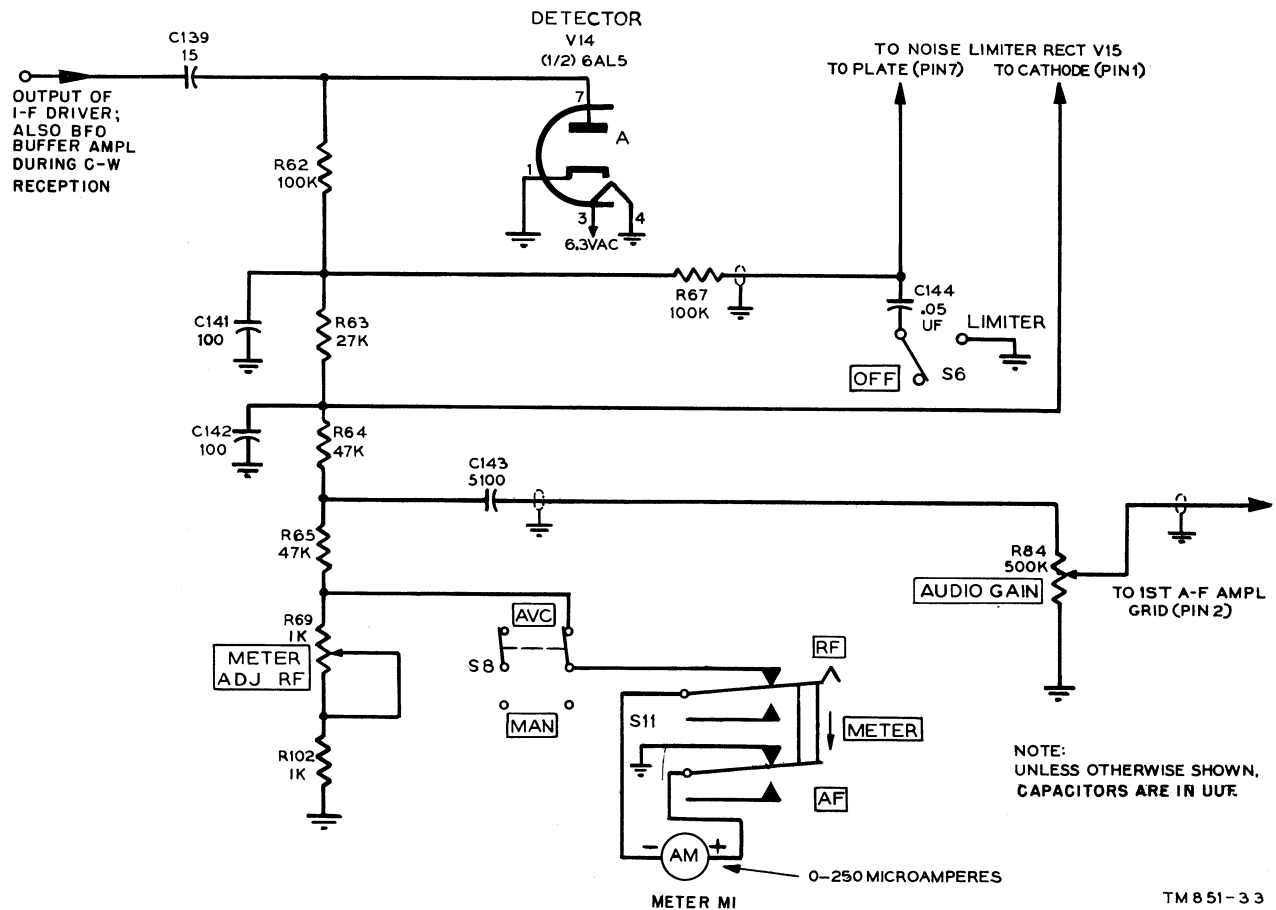 DETECTOR
V14
(1/2) 6AL5
C139
15
OUTPUT OF
I-F DRIVER;
ALSO BFO
BUFFER AMPL
DURING C-W
RECEPTION
TO NOISE LIMITER RECT V15
TO PLATE (PIN7)
TO CATHODE (PIN1)
7
A
1
3
4
6.3VAC
R62
100K
R67
100K
C144
.05
UF
LIMITER
OFF
S6
C141
100
R63
27K
C142
100
R64
47K
C143
5100
R65
47K
R84
500K
AUDIO GAIN
TO 1ST A-F AMPL
GRID (PIN 2)
R69
1K
METER
ADJ RF
AVC
S8
MAN
RF
S11
METER
AF
R102
1K
NOTE:
UNLESS OTHERWISE SHOWN,
CAPACITORS ARE IN UUF.
-
AM
+
0-250 MICROAMPERES
METER M1
TM851-33